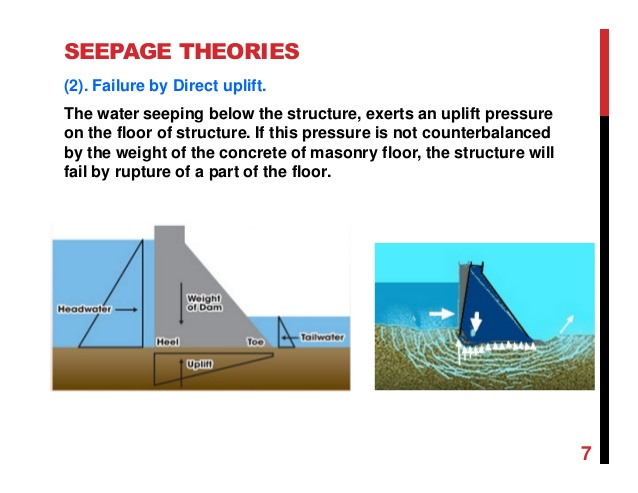 SEEPAGE THEORIES
(2). Failure by Direct uplift.
The water seeping below the structure, exerts an uplift pressure
on the floor of structure. If this pressure is not counterbalanced
by the weight of the concrete of masonry floor, the structure will
fail by rupture of a part of the floor.
Headwater
Weight
of Dam
Tailwater
Heel
Toe
Uplift
7